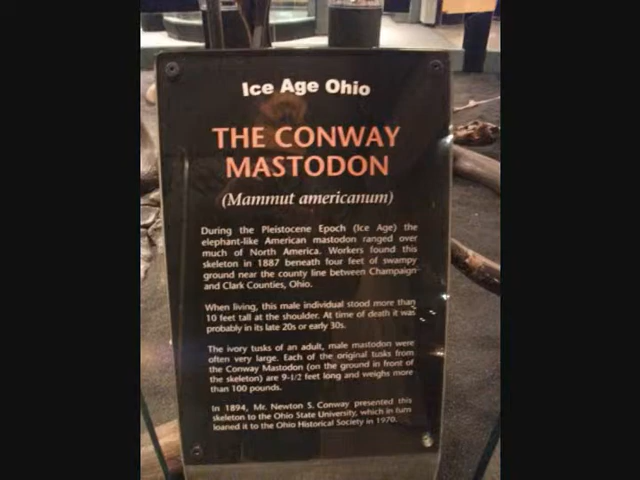 Ice Age Ohio
THE CONWAY
MASTODON
(Mammut americanum)
During the Pleistocene Epoch (Ice Age) the
elephant-like American mastodon ranged over
much of North America. Workers found this
skeleton in 1887 beneath four feet of swampy
ground near the county line between Champaign
and Clark Counties, Ohio.
When living, this male individual stood more than
10 feet tall at the shoulder. At time of death it was
probably in its late 20s or early 30s.
The ivory tusks of an adult, male mastodon were
often very large. Each of the original tusks from
the Conway Mastodon (on the ground in front of
the skeleton) are 9-1/2 feet long and weighs more
than 100 pounds.
In 1894, Mr. Newton S. Conway presented this
skeleton to the Ohio State University, which in turn
loaned it to the Ohio Historical Society in 1970.